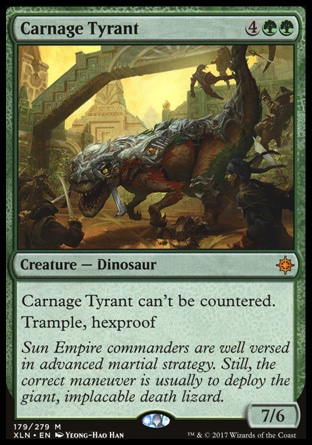 Carnage Tyrant 4
Creature — Dinosaur
Carnage Tyrant can't be countered.
Trample, hexproof
Sun Empire commanders are well versed
in advanced martial strategy. Still, the
correct maneuver is usually to deploy the
giant, implacable death lizard.
7/6
179/279 M
XLN • EN Yeong-Hao Han
™ & © 2017 Wizards of the Coast